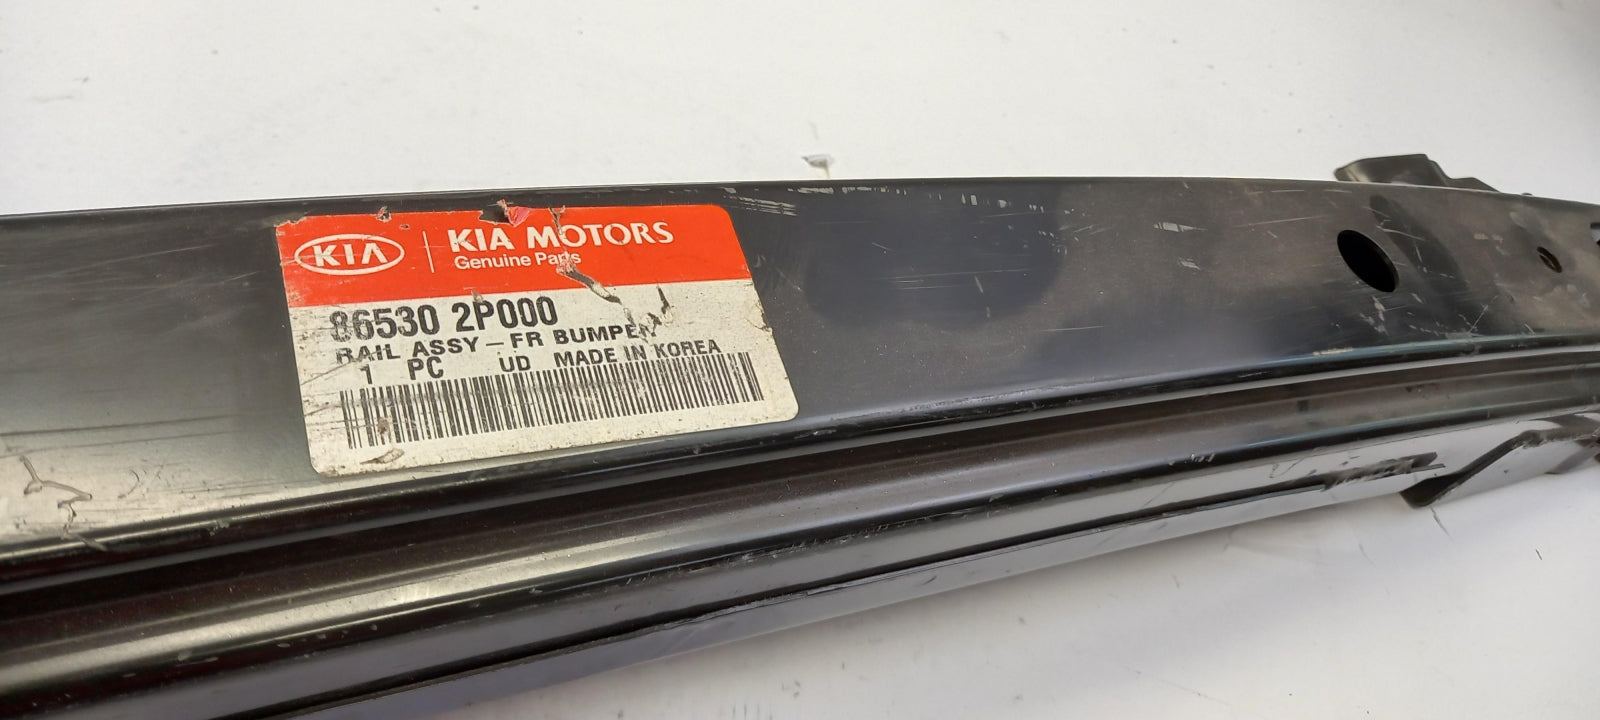 KIA
KIA MOTORS
Genuine Parts
86530 2P000
RAIL ASSY-FR BUMPER
1 PC UD MADE IN KOREA